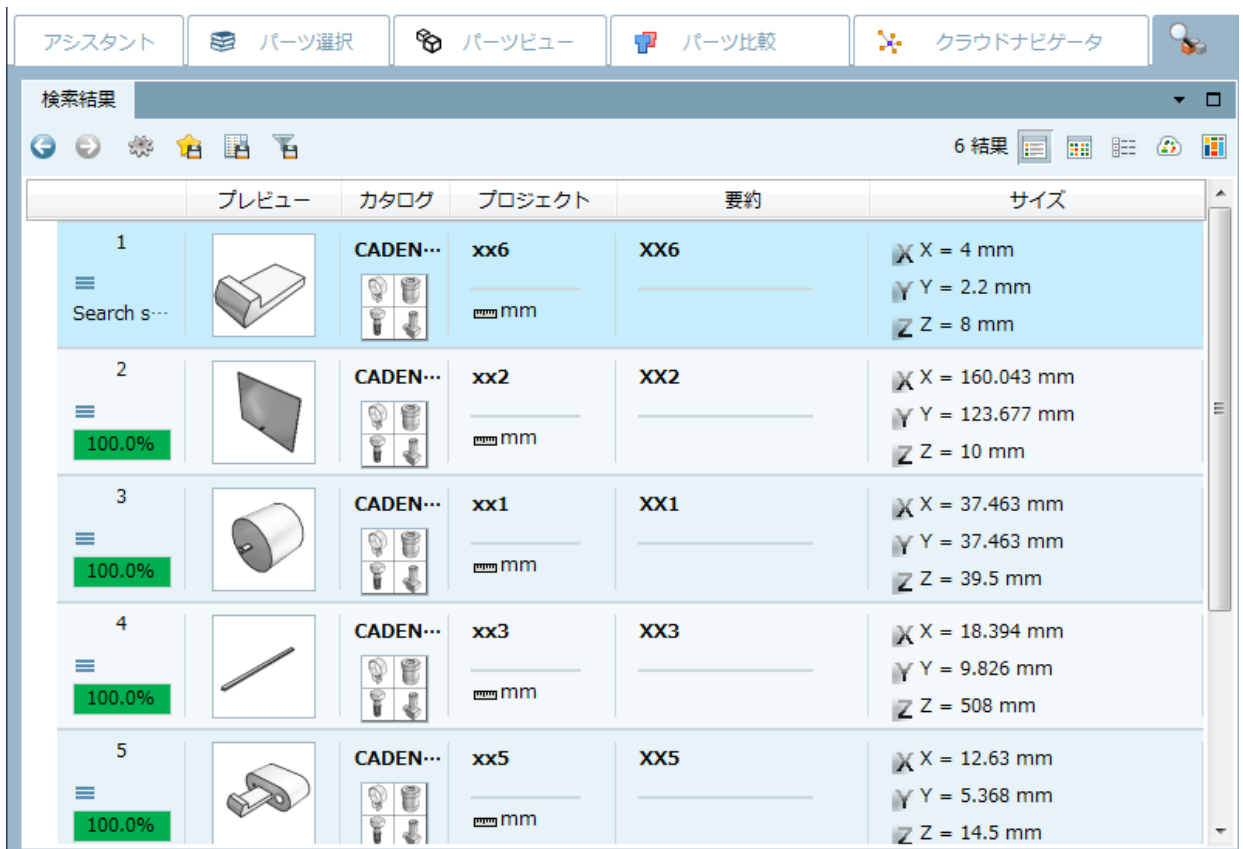 アシスタント パーツ選択 パーツビュー パーツ比較 クラウドナビゲータ
検索結果
6 結果
プレビュー カタログ プロジェクト 要約 サイズ
1 CADEN… xx6 XX6 X X = 4 mm
Y Y = 2.2 mm
Search s… mm Z Z = 8 mm
2 CADEN… xx2 XX2 X X = 160.043 mm
Y Y = 123.677 mm
100.0% mm Z Z = 10 mm
3 CADEN… xx1 XX1 X X = 37.463 mm
Y Y = 37.463 mm
100.0% mm Z Z = 39.5 mm
4 CADEN… xx3 XX3 X X = 18.394 mm
Y Y = 9.826 mm
100.0% mm Z Z = 508 mm
5 CADEN… xx5 XX5 X X = 12.63 mm
Y Y = 5.368 mm
100.0% mm Z Z = 14.5 mm